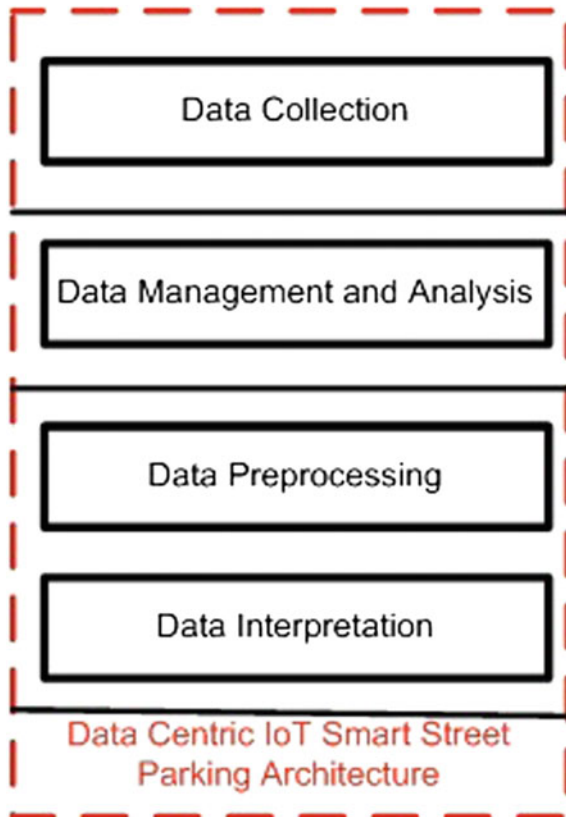 Data Collection
Data Management and Analysis
Data Preprocessing
Data Interpretation
Data Centric IoT Smart Street
Parking Architecture